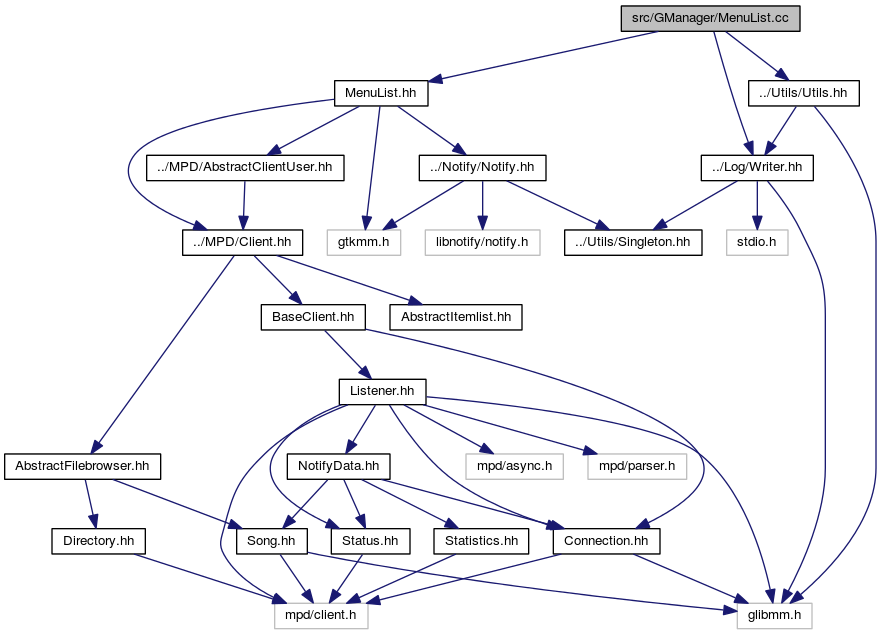 src/GManager/MenuList.cc
MenuList.hh
../Utils/Utils.hh
../MPD/AbstractClientUser.hh
../Notify/Notify.hh
../Log/Writer.hh
../MPD/Client.hh
gtkmm.h
libnotify/notify.h
../Utils/Singleton.hh
stdio.h
BaseClient.hh
AbstractItemlist.hh
Listener.hh
AbstractFilebrowser.hh
NotifyData.hh
mpd/async.h
mpd/parser.h
Directory.hh
Song.hh
Status.hh
Statistics.hh
Connection.hh
mpd/client.h
glibmm.h